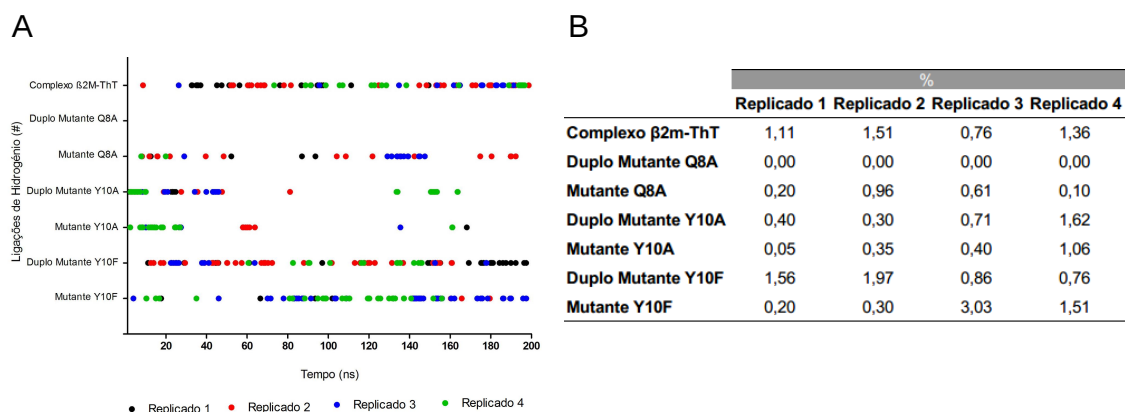 A
B
Ligações de Hidrogénio (#)
Complexo ß2M-ThT
Duplo Mutante Q8A
Mutante Q8A
Duplo Mutante Y10A
Mutante Y10A
Duplo Mutante Y10F
Mutante Y10F
20 40 60 80 100 120 140 160 180 200
Tempo (ns)
Replicado 1 Replicado 2 Replicado 3 Replicado 4
%
Replicado 1 Replicado 2 Replicado 3 Replicado 4
Complexo β2m-ThT 1,11 1,51 0,76 1,36
Duplo Mutante Q8A 0,00 0,00 0,00 0,00
Mutante Q8A 0,20 0,96 0,61 0,10
Duplo Mutante Y10A 0,40 0,30 0,71 1,62
Mutante Y10A 0,05 0,35 0,40 1,06
Duplo Mutante Y10F 1,56 1,97 0,86 0,76
Mutante Y10F 0,20 0,30 3,03 1,51